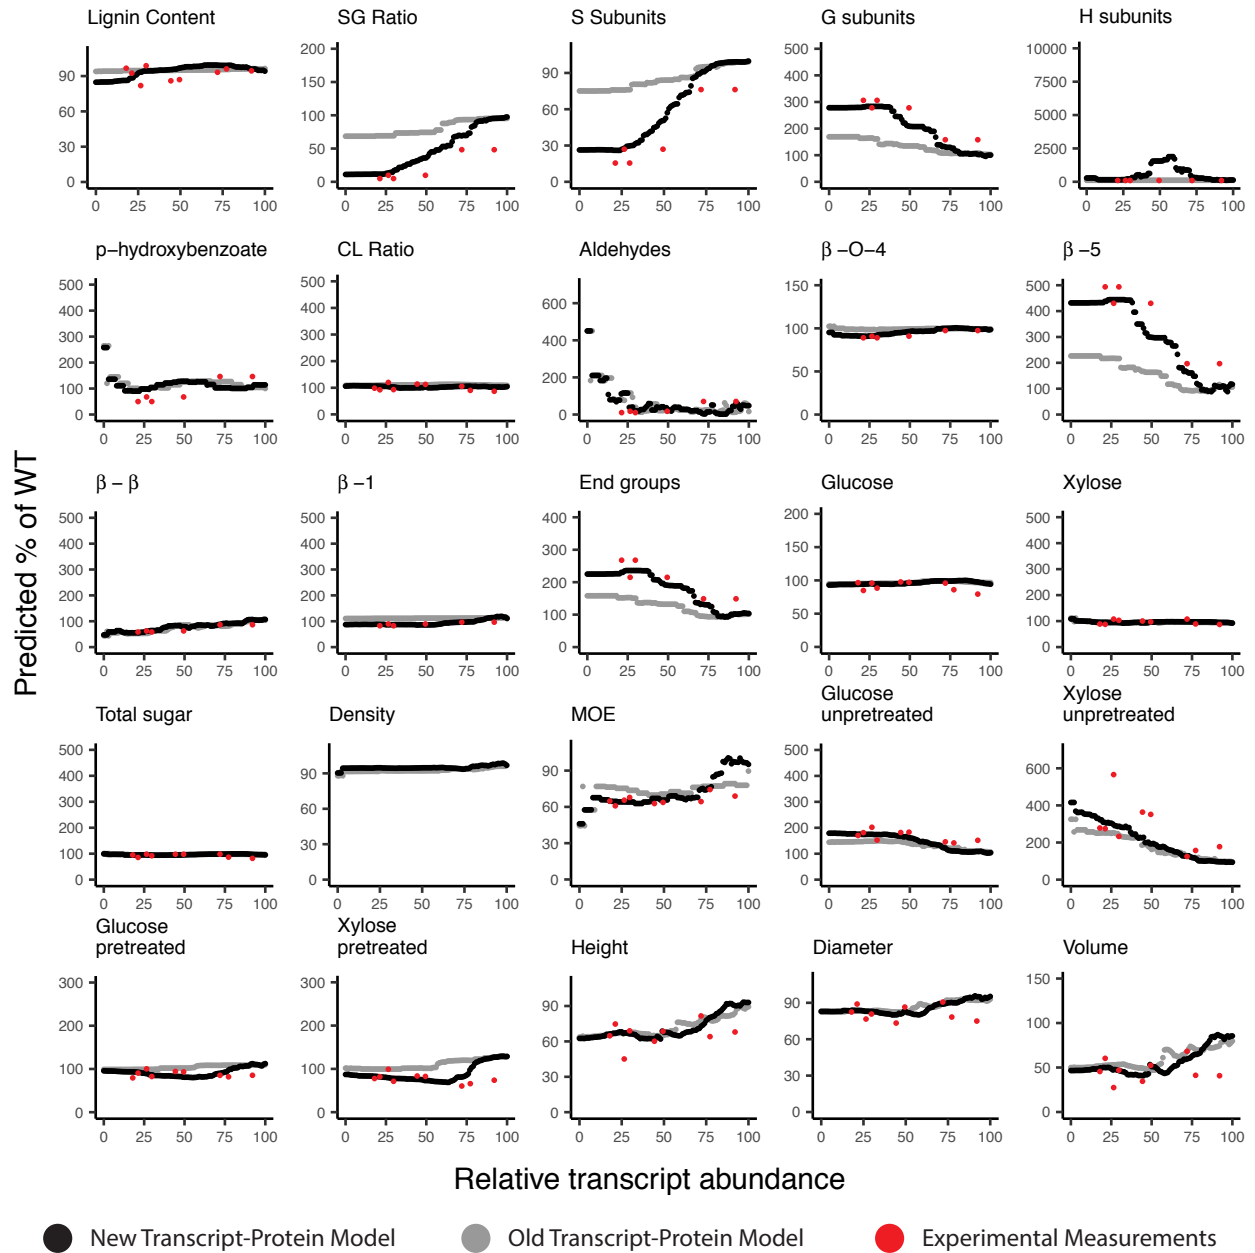 Lignin Content SG Ratio S Subunits G subunits H subunits
90 60 30 0
200 150 100 50 0
90 60 30 0
500 400 300 200 100 0
10000 7500 5000 2500 0
0 25 50 75 100 0 25 50 75 100 0 25 50 75 100 0 25 50 75 100 0 25 50 75 100
p−hydroxybenzoate CL Ratio Aldehydes β −O−4 β −5
500 400 300 200 100 0
500 400 300 200 100 0
600 400 200 0
150 100 50 0
500 400 300 200 100 0
0 25 50 75 100 0 25 50 75 100 0 25 50 75 100 0 25 50 75 100 0 25 50 75 100
β − β β −1 End groups Glucose Xylose
500 400 300 200 100 0
500 400 300 200 100 0
400 300 200 100 0
200 150 100 50 0
500 400 300 200 100 0
0 25 50 75 100 0 25 50 75 100 0 25 50 75 100 0 25 50 75 100 0 25 50 75 100
Predicted % of WT
Total sugar Density MOE Glucose unpretreated Xylose unpretreated
500 400 300 200 100 0
90 60 30 0
90 60 30 0
500 400 300 200 100 0
600 400 200 0
0 25 50 75 100 0 25 50 75 100 0 25 50 75 100 0 25 50 75 100 0 25 50 75 100
Glucose pretreated Xylose pretreated Height Diameter Volume
300 200 100 0
300 200 100 0
90 60 30 0
90 60 30 0
150 100 50 0
0 25 50 75 100 0 25 50 75 100 0 25 50 75 100 0 25 50 75 100 0 25 50 75 100
Relative transcript abundance
New Transcript-Protein Model Old Transcript-Protein Model Experimental Measurements